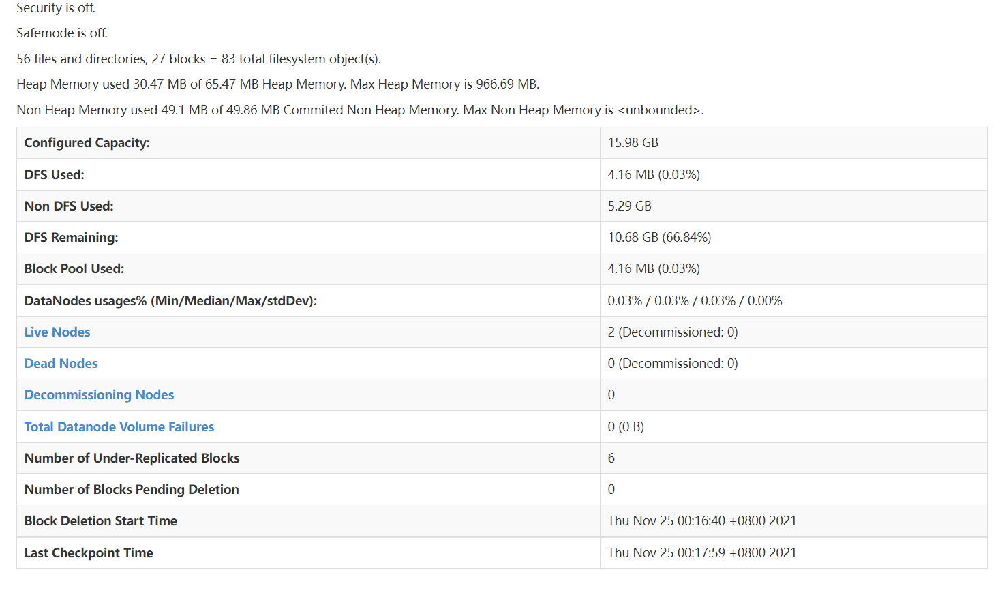 Security is off.
Safemode is off.
56 files and directories, 27 blocks = 83 total filesystem object(s).
Heap Memory used 30.47 MB of 65.47 MB Heap Memory. Max Heap Memory is 966.69 MB.
Non Heap Memory used 49.1 MB of 49.86 MB Commited Non Heap Memory. Max Non Heap Memory is <unbounded>.
Configured Capacity: 15.98 GB
DFS Used: 4.16 MB (0.03%)
Non DFS Used: 5.29 GB
DFS Remaining: 10.68 GB (66.84%)
Block Pool Used: 4.16 MB (0.03%)
DataNodes usages% (Min/Median/Max/stdDev): 0.03% / 0.03% / 0.03% / 0.00%
Live Nodes 2 (Decommissioned: 0)
Dead Nodes 0 (Decommissioned: 0)
Decommissioning Nodes 0
Total Datanode Volume Failures 0 (0 B)
Number of Under-Replicated Blocks 6
Number of Blocks Pending Deletion 0
Block Deletion Start Time Thu Nov 25 00:16:40 +0800 2021
Last Checkpoint Time Thu Nov 25 00:17:59 +0800 2021